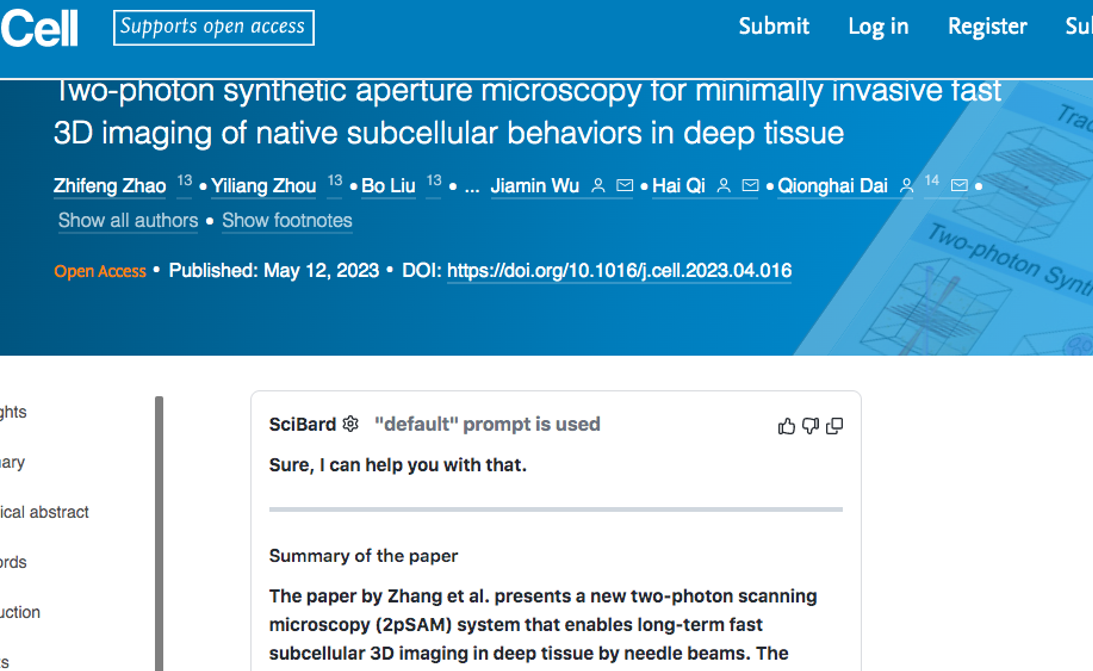 Cell
Supports open access
Submit Log in Register
Two-photon synthetic aperture microscopy for minimally invasive fast
3D imaging of native subcellular behaviors in deep tissue
Zhifeng Zhao 13 • Yiliang Zhou 13 • Bo Liu 13 • ... Jiamin Wu • Hai Qi • Qionghai Dai 14 •
Show all authors • Show footnotes
Open Access • Published: May 12, 2023 • DOI: https://doi.org/10.1016/j.cell.2023.04.016
Two-photon
ghts
ical abstract
uction
SciBard "default" prompt is used
Sure, I can help you with that.
Summary of the paper
The paper by Zhang et al. presents a new two-photon scanning
microscopy (2pSAM) system that enables long-term fast
subcellular 3D imaging in deep tissue by needle beams. The